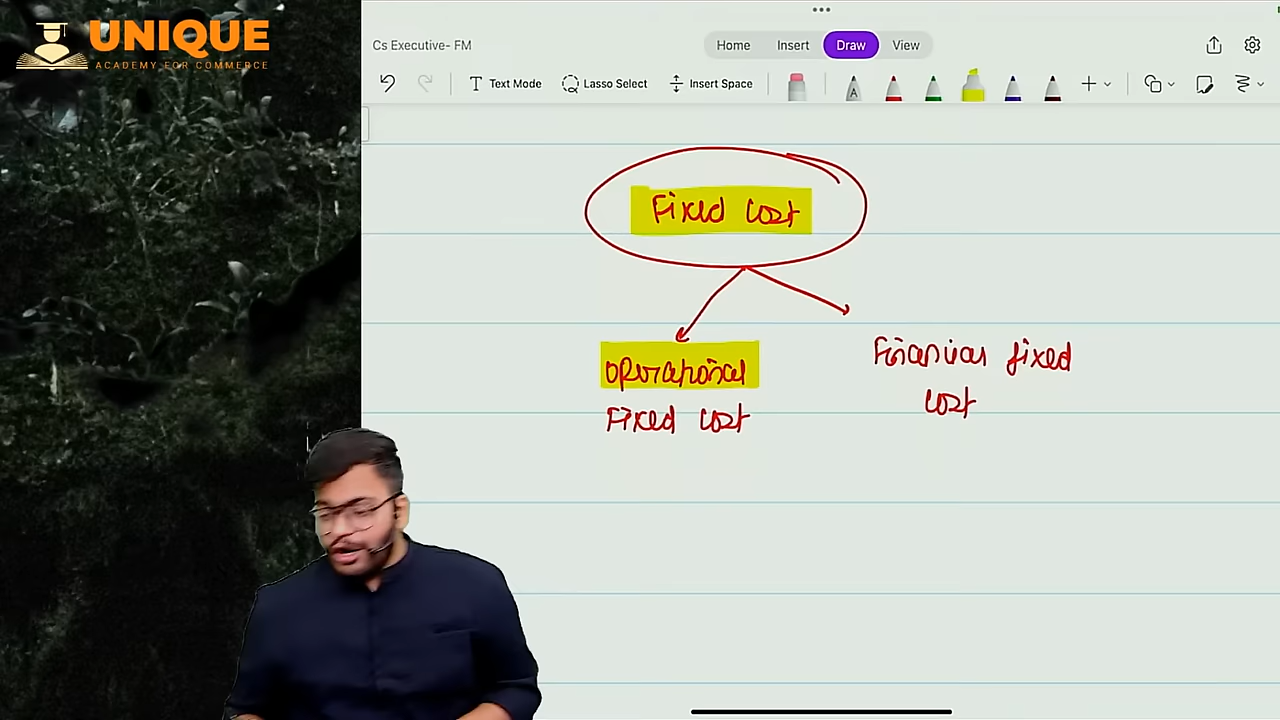 UNIQUE
ACADEMY FOR COMMERCE
Cs Executive- FM
Home
Insert
Draw
View
Text Mode
Lasso Select
Insert Space
A
Fixed Cost
Operational
Fixed Cost
Financial fixed
Cost